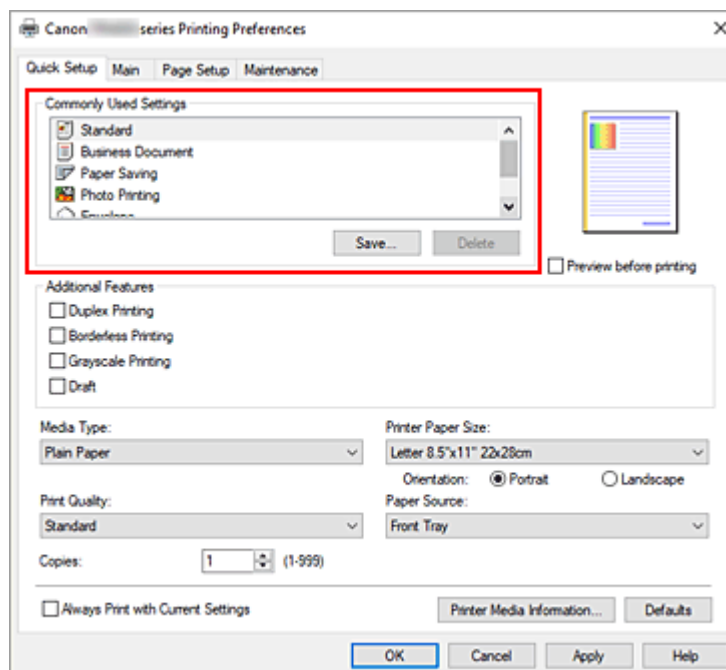 Canon series Printing Preferences
Quick Setup Main Page Setup Maintenance
Commonly Used Settings
Standard
Business Document
Paper Saving
Photo Printing
Envelope
Save... Delete
Preview before printing
Additional Features
Duplex Printing
Borderless Printing
Grayscale Printing
Draft
Media Type: Printer Paper Size:
Plain Paper Letter 8.5"x11" 22x28cm
Orientation: Portrait Landscape
Print Quality: Paper Source:
Standard Front Tray
Copies: 1 (1-999)
Always Print with Current Settings Printer Media Information... Defaults
OK Cancel Apply Help